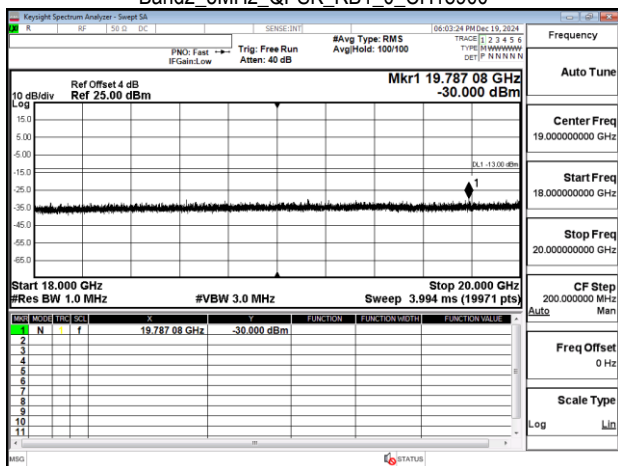 Keysight Spectrum Analyzer - Swept SA
R RF 50 Ω DC SENSE:INT 06:03:24 PM Dec 19, 2024
PNO: Fast Trig: Free Run #Avg Type: RMS TRACE 1 2 3 4 5 6
IFGain:Low Atten: 40 dB Avg|Hold: 100/100 TYPE M WWWWW
DET P N N N N N
Mkr1 19.787 08 GHz
-30.000 dBm
Ref Offset 4 dB
10 dB/div Ref 25.00 dBm
Log
15.0
5.00
-5.00
DL1 -13.00 dBm
-15.0
1
-25.0
-35.0
-45.0
-55.0
-65.0
Start 18.000 GHz Stop 20.000 GHz
#Res BW 1.0 MHz #VBW 3.0 MHz Sweep 3.994 ms (19971 pts)
MKR MODE TRC SCL X Y FUNCTION FUNCTION WIDTH FUNCTION VALUE
1 N 1 f 19.787 08 GHz -30.000 dBm
2
3
4
5
6
7
8
9
10
11
MSG STATUS
Frequency
Auto Tune
Center Freq
19.000000000 GHz
Start Freq
18.000000000 GHz
Stop Freq
20.000000000 GHz
CF Step
200.000000 MHz
Auto Man
Freq Offset
0 Hz
Scale Type
Log Lin